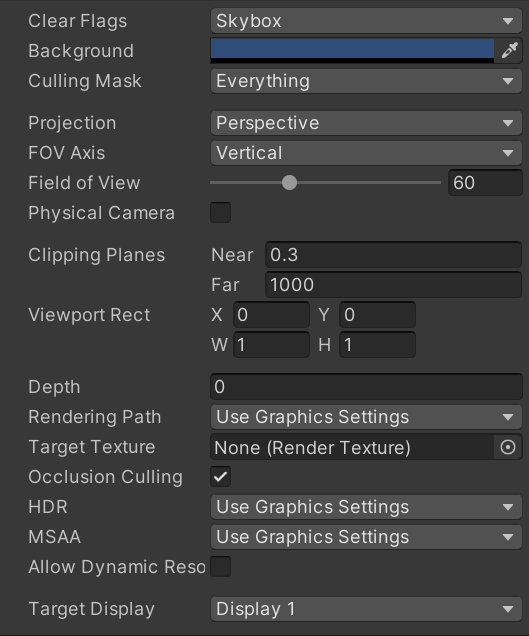 Clear Flags Skybox
Background
Culling Mask Everything
Projection Perspective
FOV Axis Vertical
Field of View 60
Physical Camera
Clipping Planes Near 0.3
Far 1000
Viewport Rect X 0 Y 0
W 1 H 1
Depth 0
Rendering Path Use Graphics Settings
Target Texture None (Render Texture)
Occlusion Culling
HDR Use Graphics Settings
MSAA Use Graphics Settings
Allow Dynamic Reso
Target Display Display 1